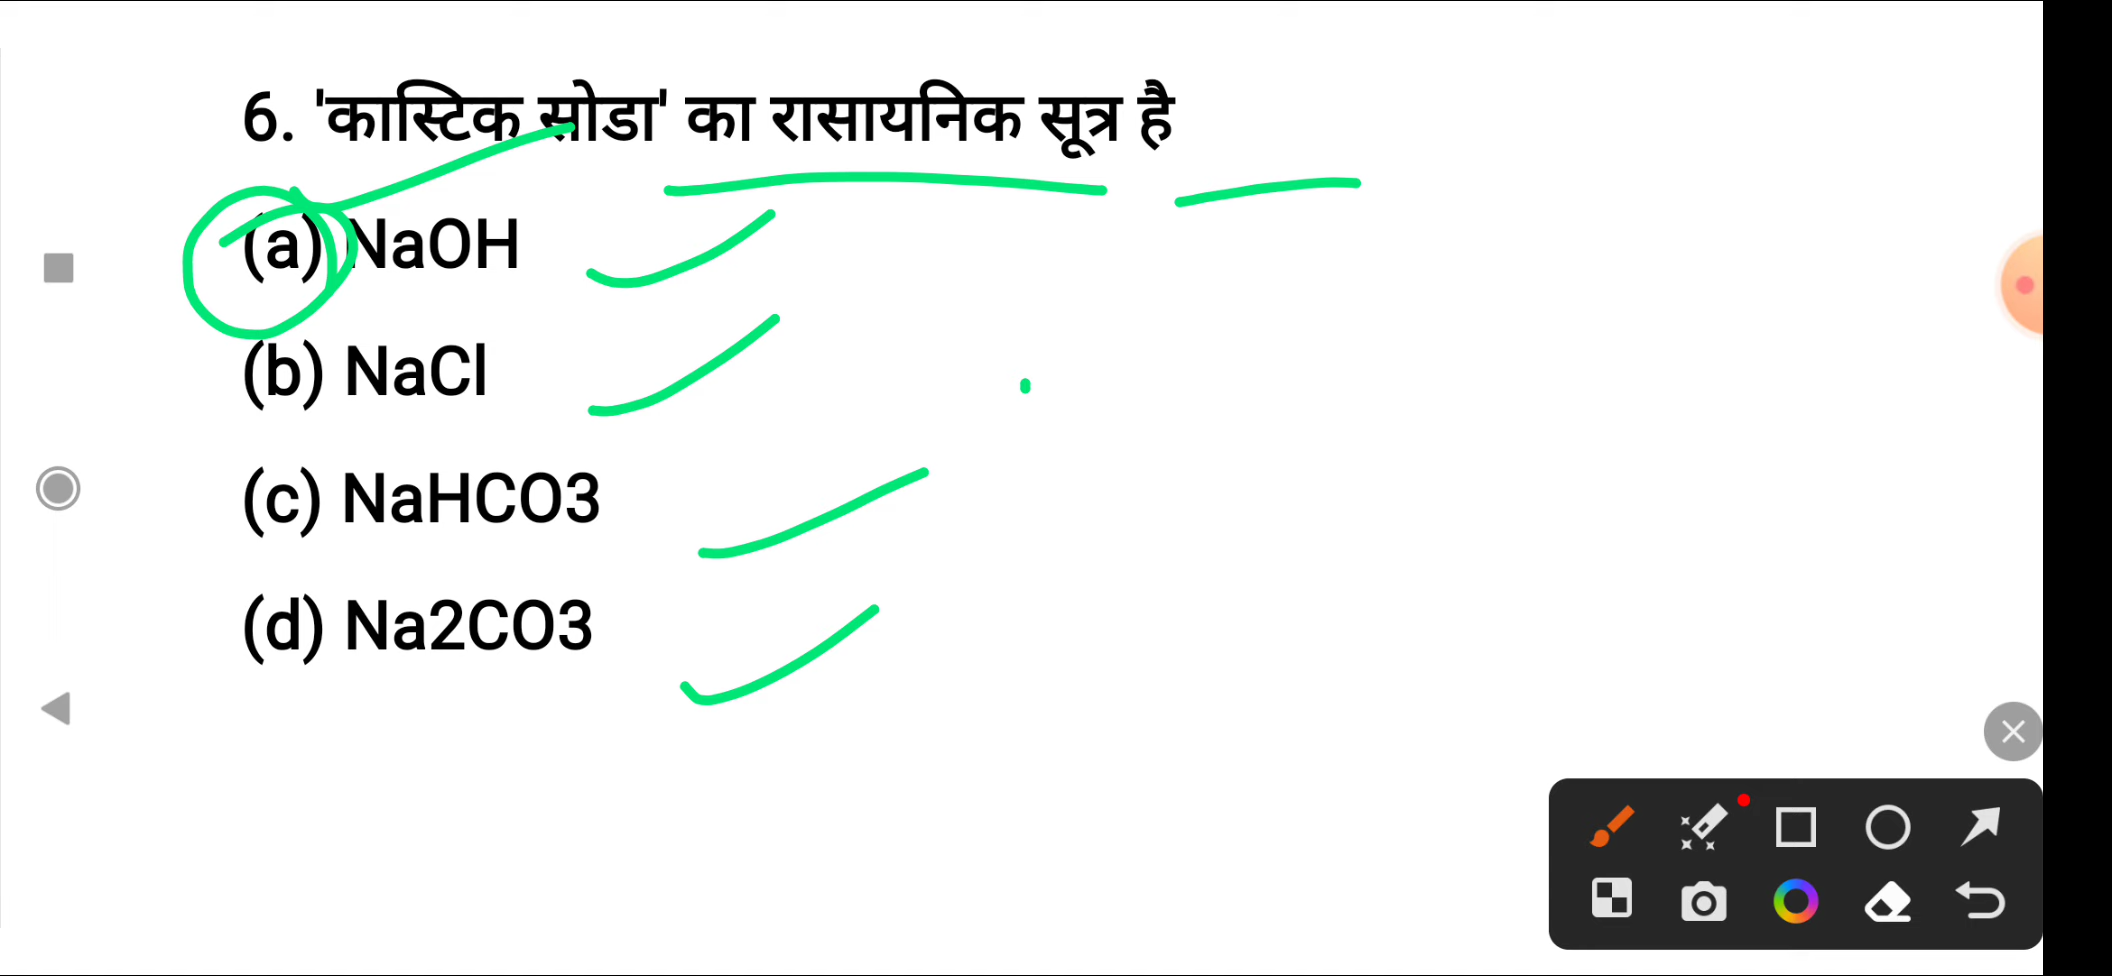 6. 'कास्टिक सोडा' का रासायनिक सूत्र है
(a) NaOH
(b) NaCl
(c) NaHCO3
(d) Na2CO3